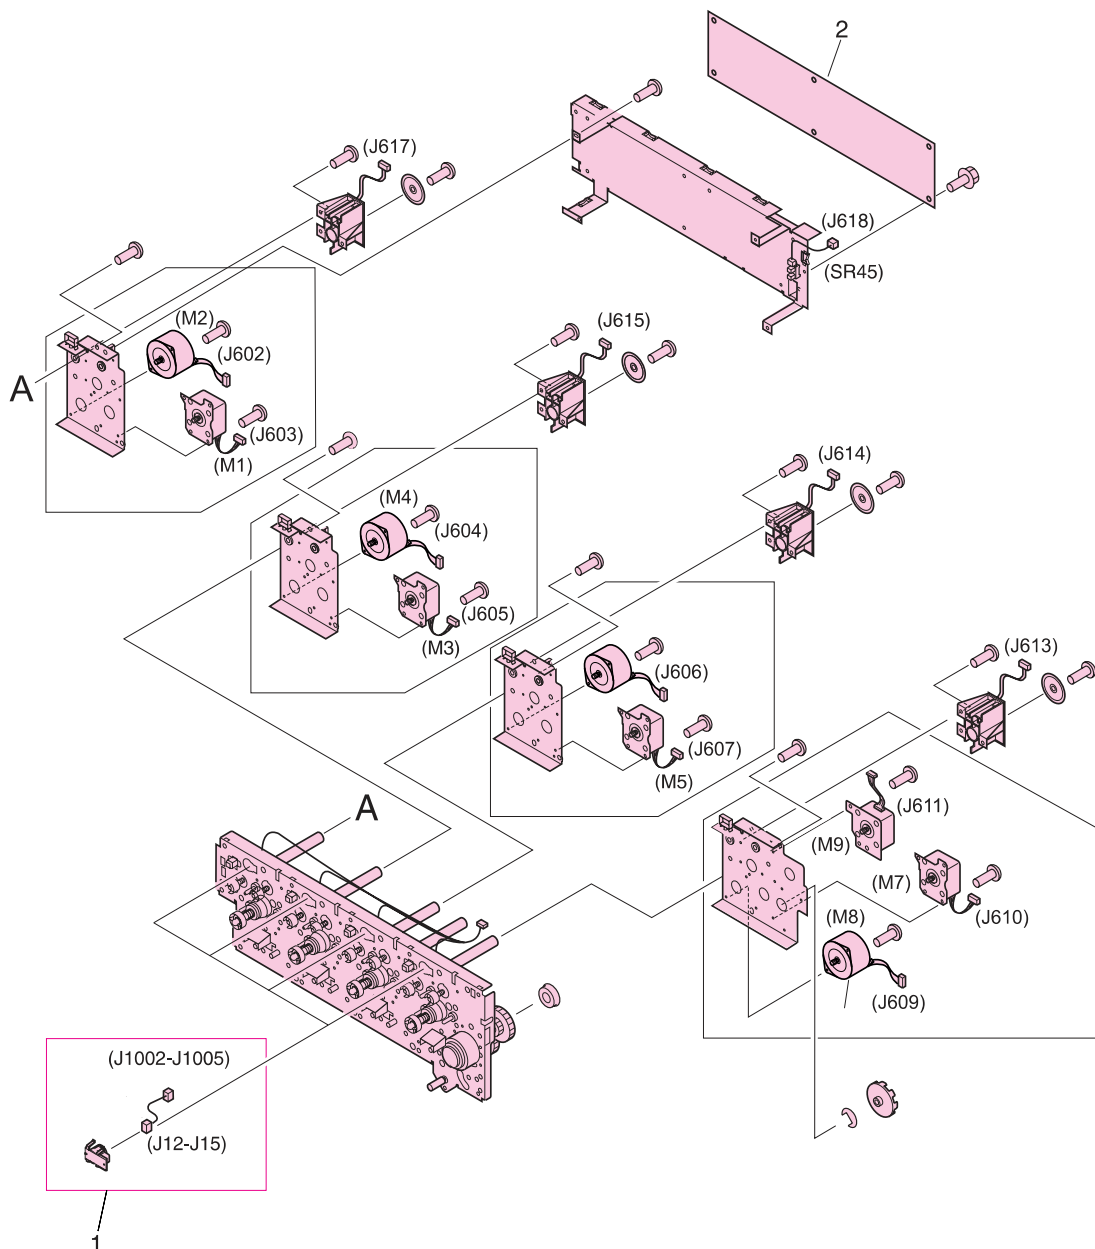 2
(J617)
(J618)
(SR45)
(M2)
(J602)
A
(J603)
(M1)
(J615)
(M4)
(J604)
(J605)
(M3)
(J614)
(J606)
(J607)
(M5)
(J613)
(J611)
(M9)
(M7)
(J610)
(M8)
(J609)
A
(J1002-J1005)
(J12-J15)
1